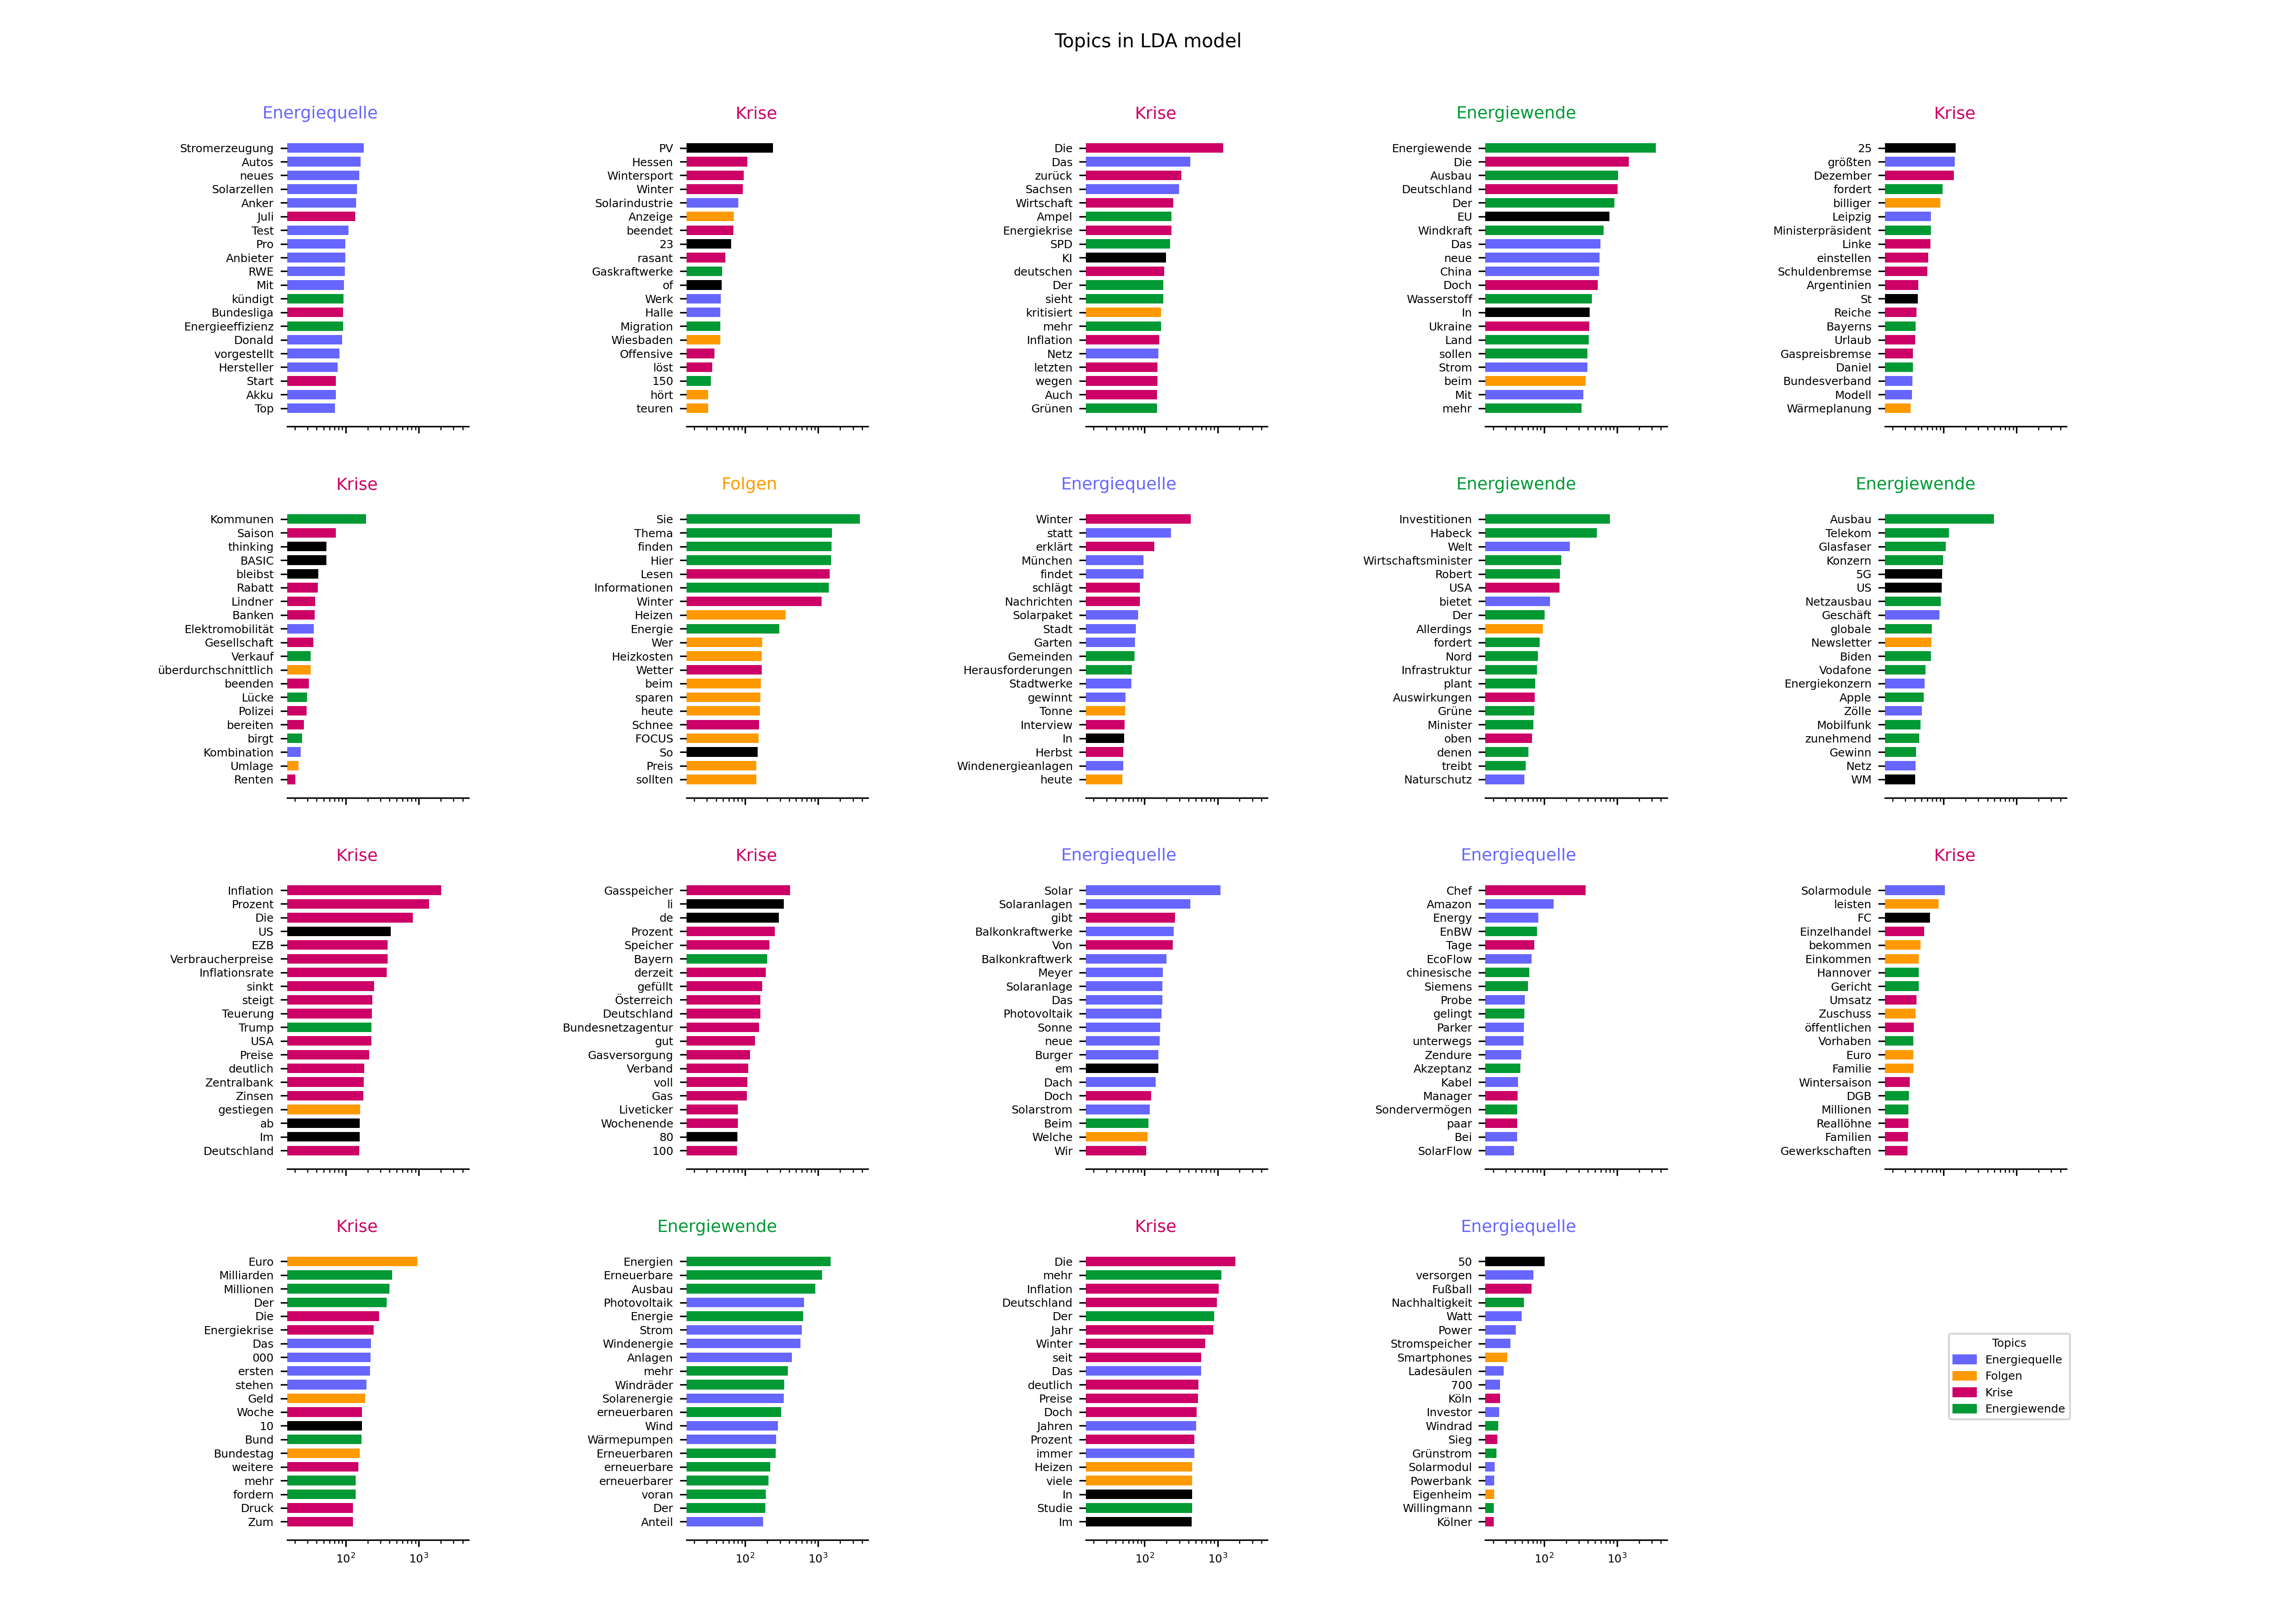 Topics in LDA model
Energiequelle
Stromerzeugung
Autos
neues
Solarzellen
Anker
Juli
Test
Pro
Anbieter
RWE
Mit
kündigt
Bundesliga
Energieeffizienz
Donald
vorgestellt
Hersteller
Start
Akku
Top
Krise
PV
Hessen
Wintersport
Winter
Solarindustrie
Anzeige
beendet
23
rasant
Gaskraftwerke
of
Werk
Halle
Migration
Wiesbaden
Offensive
löst
150
hört
teuren
Krise
Die
Das
zurück
Sachsen
Wirtschaft
Ampel
Energiekrise
SPD
KI
deutschen
Der
sieht
kritisiert
mehr
Inflation
Netz
letzten
wegen
Auch
Grünen
Energiewende
Energiewende
Die
Ausbau
Deutschland
Der
EU
Windkraft
Das
neue
China
Doch
Wasserstoff
In
Ukraine
Land
sollen
Strom
beim
Mit
mehr
Krise
25
größten
Dezember
fordert
billiger
Leipzig
Ministerpräsident
Linke
einstellen
Schuldenbremse
Argentinien
St
Reiche
Bayerns
Urlaub
Gaspreisbremse
Daniel
Bundesverband
Modell
Wärmeplanung
Krise
Kommunen
Saison
thinking
BASIC
bleibst
Rabatt
Lindner
Banken
Elektromobilität
Gesellschaft
Verkauf
überdurchschnittlich
beenden
Lücke
Polizei
bereiten
birgt
Kombination
Umlage
Renten
Folgen
Sie
Thema
finden
Hier
Lesen
Informationen
Winter
Heizen
Energie
Wer
Heizkosten
Wetter
beim
sparen
heute
Schnee
FOCUS
So
Preis
sollten
Energiequelle
Winter
statt
erklärt
München
findet
schlägt
Nachrichten
Solarpaket
Stadt
Garten
Gemeinden
Herausforderungen
Stadtwerke
gewinnt
Tonne
Interview
In
Herbst
Windenergieanlagen
heute
Energiewende
Investitionen
Habeck
Welt
Wirtschaftsminister
Robert
USA
bietet
Der
Allerdings
fordert
Nord
Infrastruktur
plant
Auswirkungen
Grüne
Minister
oben
denen
treibt
Naturschutz
Energiewende
Ausbau
Telekom
Glasfaser
Konzern
5G
US
Netzausbau
Geschäft
globale
Newsletter
Biden
Vodafone
Energiekonzern
Apple
Zölle
Mobilfunk
zunehmend
Gewinn
Netz
WM
Krise
Inflation
Prozent
Die
US
EZB
Verbraucherpreise
Inflationsrate
sinkt
steigt
Teuerung
Trump
USA
Preise
deutlich
Zentralbank
Zinsen
gestiegen
ab
Im
Deutschland
Krise
Gasspeicher
li
de
Prozent
Speicher
Bayern
derzeit
gefüllt
Österreich
Deutschland
Bundesnetzagentur
gut
Gasversorgung
Verband
voll
Gas
Liveticker
Wochenende
80
100
Energiequelle
Solar
Solaranlagen
gibt
Balkonkraftwerke
Von
Balkonkraftwerk
Meyer
Solaranlage
Das
Photovoltaik
Sonne
neue
Burger
em
Dach
Doch
Solarstrom
Beim
Welche
Wir
Energiequelle
Chef
Amazon
Energy
EnBW
Tage
EcoFlow
chinesische
Siemens
Probe
gelingt
Parker
unterwegs
Zendure
Akzeptanz
Kabel
Manager
Sondervermögen
paar
Bei
SolarFlow
Krise
Solarmodule
leisten
FC
Einzelhandel
bekommen
Einkommen
Hannover
Gericht
Umsatz
Zuschuss
öffentlichen
Vorhaben
Euro
Familie
Wintersaison
DGB
Millionen
Reallöhne
Familien
Gewerkschaften
Krise
Euro
Milliarden
Millionen
Der
Die
Energiekrise
Das
000
ersten
stehen
Geld
Woche
10
Bund
Bundestag
weitere
mehr
fordern
Druck
Zum
10²
10³
Energiewende
Energien
Erneuerbare
Ausbau
Photovoltaik
Energie
Strom
Windenergie
Anlagen
mehr
Windräder
Solarenergie
erneuerbaren
Wind
Wärmepumpen
Erneuerbaren
erneuerbare
erneuerbarer
voran
Der
Anteil
10²
10³
Krise
Die
mehr
Inflation
Deutschland
Der
Jahr
Winter
seit
Das
deutlich
Preise
Doch
Jahren
Prozent
immer
Heizen
viele
In
Studie
Im
10²
10³
Energiequelle
50
versorgen
Fußball
Nachhaltigkeit
Watt
Power
Stromspeicher
Smartphones
Ladesäulen
700
Köln
Investor
Windrad
Sieg
Grünstrom
Solarmodul
Powerbank
Eigenheim
Willingmann
Kölner
10²
10³
Topics
Energiequelle
Folgen
Krise
Energiewende